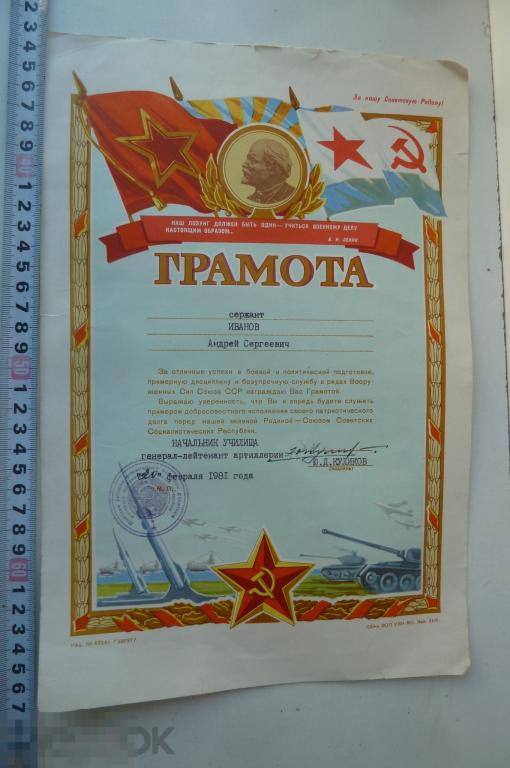 За нашу Советскую Родину!
НАШ ЛОЗУНГ ДОЛЖЕН БЫТЬ ОДИН — УЧИТЬСЯ ВОЕННОМУ ДЕЛУ
НАСТОЯЩИМ ОБРАЗОМ...
В. И. ЛЕНИН
ГРАМОТА
сержант
ИВАНОВ
Андрей Сергеевич
За отличные успехи в боевой и политической подготовке,
примерную дисциплину и безупречную службу в рядах Воору-
женных Сил Союза ССР награждаю Вас Грамотой.
Выражаю уверенность, что Вы и впредь будете служить
примером добросовестного исполнения своего патриотического
долга перед нашей великой Родиной — Союзом Советских
Социалистических Республик.
НАЧАЛЬНИК УЧИЛИЩА
генерал-лейтенант артиллерии
Ю.Д.КУЛИКОВ
(подпись)
февраля 1981 года
М. П.